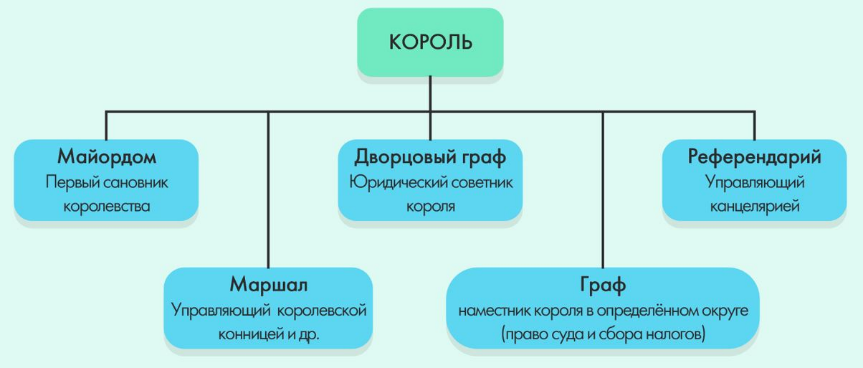 КОРОЛЬ
Майордом
Первый сановник
королевства
Дворцовый граф
Юридический советник
короля
Референдарий
Управляющий
канцелярией
Маршал
Управляющий королевской
конницей и др.
Граф
наместник короля в определённом округе
(право суда и сбора налогов)